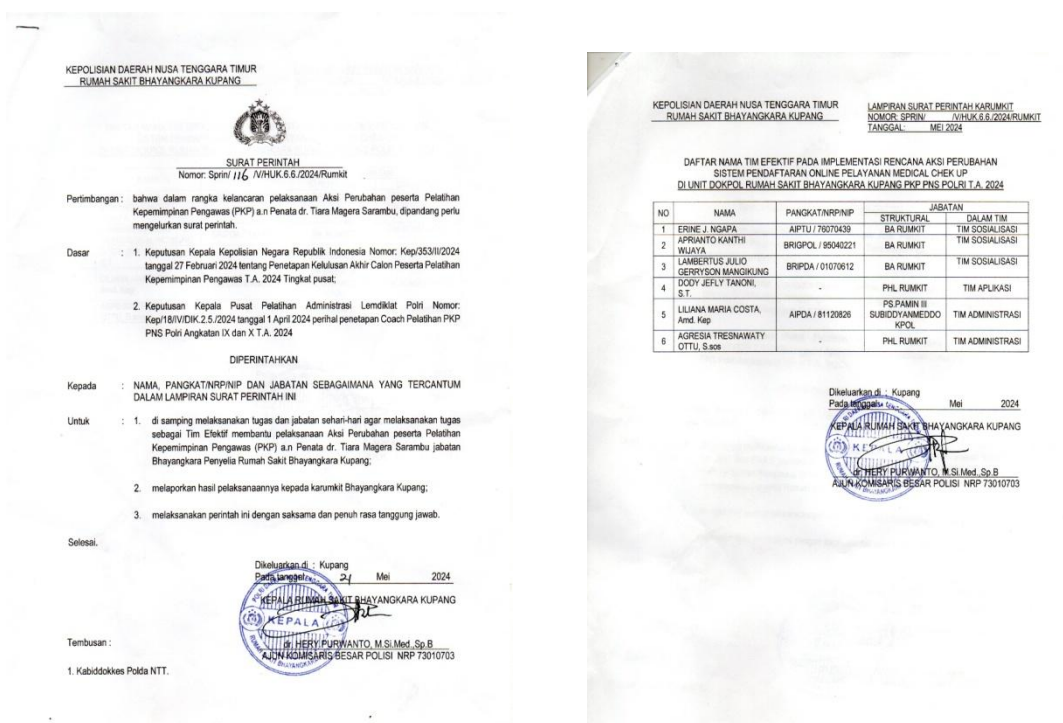 KEPOLISIAN DAERAH NUSA TENGGARA TIMUR
RUMAH SAKIT BHAYANGKARA KUPANG
SURAT PERINTAH
Nomor: Sprin/ 116 /V/HUK.6.6./2024/Rumkit
Pertimbangan : bahwa dalam rangka kelancaran pelaksanaan Aksi Perubahan peserta Pelatihan
Kepemimpinan Pengawas (PKP) a.n Penata dr. Tiara Magera Sarambu, dipandang perlu
mengelurkan surat perintah.
Dasar : 1. Keputusan Kepala Kepolisian Negara Republik Indonesia Nomor: Kep/353/II/2024
tanggal 27 Februari 2024 tentang Penetapan Kelulusan Akhir Calon Peserta Pelatihan
Kepemimpinan Pengawas T.A. 2024 Tingkat pusat;
2. Keputusan Kepala Pusat Pelatihan Administrasi Lemdiklat Polri Nomor:
Kep/18/IV/DIK.2.5./2024 tanggal 1 April 2024 perihal penetapan Coach Pelatihan PKP
PNS Polri Angkatan IX dan X T.A. 2024
DIPERINTAHKAN
Kepada : NAMA, PANGKAT/NRP/NIP DAN JABATAN SEBAGAIMANA YANG TERCANTUM
DALAM LAMPIRAN SURAT PERINTAH INI
Untuk : 1. di samping melaksanakan tugas dan jabatan sehari-hari agar melaksanakan tugas
sebagai Tim Efektif membantu pelaksanaan Aksi Perubahan peserta Pelatihan
Kepemimpinan Pengawas (PKP) a.n Penata dr. Tiara Magera Sarambu jabatan
Bhayangkara Penyelia Rumah Sakit Bhayangkara Kupang;
2. melaporkan hasil pelaksanaannya kepada karumkit Bhayangkara Kupang;
3. melaksanakan perintah ini dengan saksama dan penuh rasa tanggung jawab.
Selesai.
Dikeluarkan di : Kupang
Pada tanggal 21 Mei 2024
KEPALA RUMAH SAKIT BHAYANGKARA KUPANG
KEPALA
dr. HERY PURWANTO, M.Si.Med.,Sp.B
AJUN KOMISARIS BESAR POLISI NRP 73010703
Tembusan :
1. Kabiddokkes Polda NTT.
KEPOLISIAN DAERAH NUSA TENGGARA TIMUR
RUMAH SAKIT BHAYANGKARA KUPANG
LAMPIRAN SURAT PERINTAH KARUMKIT
NOMOR: SPRIN/ /V/HUK.6.6./2024/RUMKIT
TANGGAL: MEI 2024
DAFTAR NAMA TIM EFEKTIF PADA IMPLEMENTASI RENCANA AKSI PERUBAHAN
SISTEM PENDAFTARAN ONLINE PELAYANAN MEDICAL CHEK UP
DI UNIT DOKPOL RUMAH SAKIT BHAYANGKARA KUPANG PKP PNS POLRI T.A. 2024
NO NAMA PANGKAT/NRP/NIP JABATAN
STRUKTURAL DALAM TIM
1 ERINE J. NGAPA AIPTU / 76070439 BA RUMKIT TIM SOSIALISASI
2 APRIANTO KANTHI WIJAYA BRIGPOL / 95040221 BA RUMKIT TIM SOSIALISASI
3 LAMBERTUS JULIO GERRYSON MANGIKUNG BRIPDA / 01070612 BA RUMKIT TIM SOSIALISASI
4 DODY JEFLY TANONI, S.T. - PHL RUMKIT TIM APLIKASI
5 LILIANA MARIA COSTA, Amd. Kep AIPDA / 81120826 PS.PAMIN III SUBIDDYANMEDDO KPOL TIM ADMINISTRASI
6 AGRESIA TRESNAWATY OTTU, S.sos - PHL RUMKIT TIM ADMINISTRASI
Dikeluarkan di : Kupang
Pada tanggal Mei 2024
KEPALA RUMAH SAKIT BHAYANGKARA KUPANG
KEPALA
dr. HERY PURWANTO, M.Si.Med.,Sp.B
AJUN KOMISARIS BESAR POLISI NRP 73010703